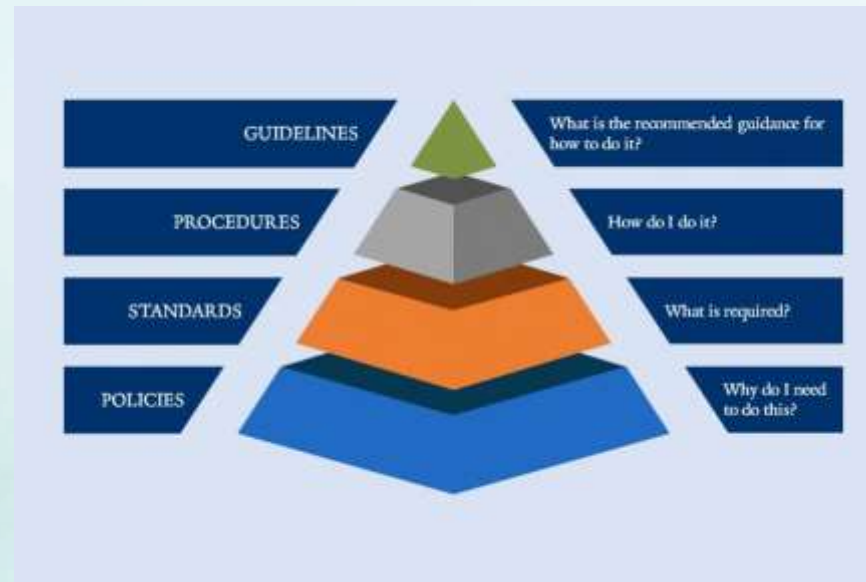 GUIDELINES
What is the recommended guidance for
how to do it?
PROCEDURES
How do I do it?
STANDARDS
What is required?
POLICIES
Why do I need
to do this?